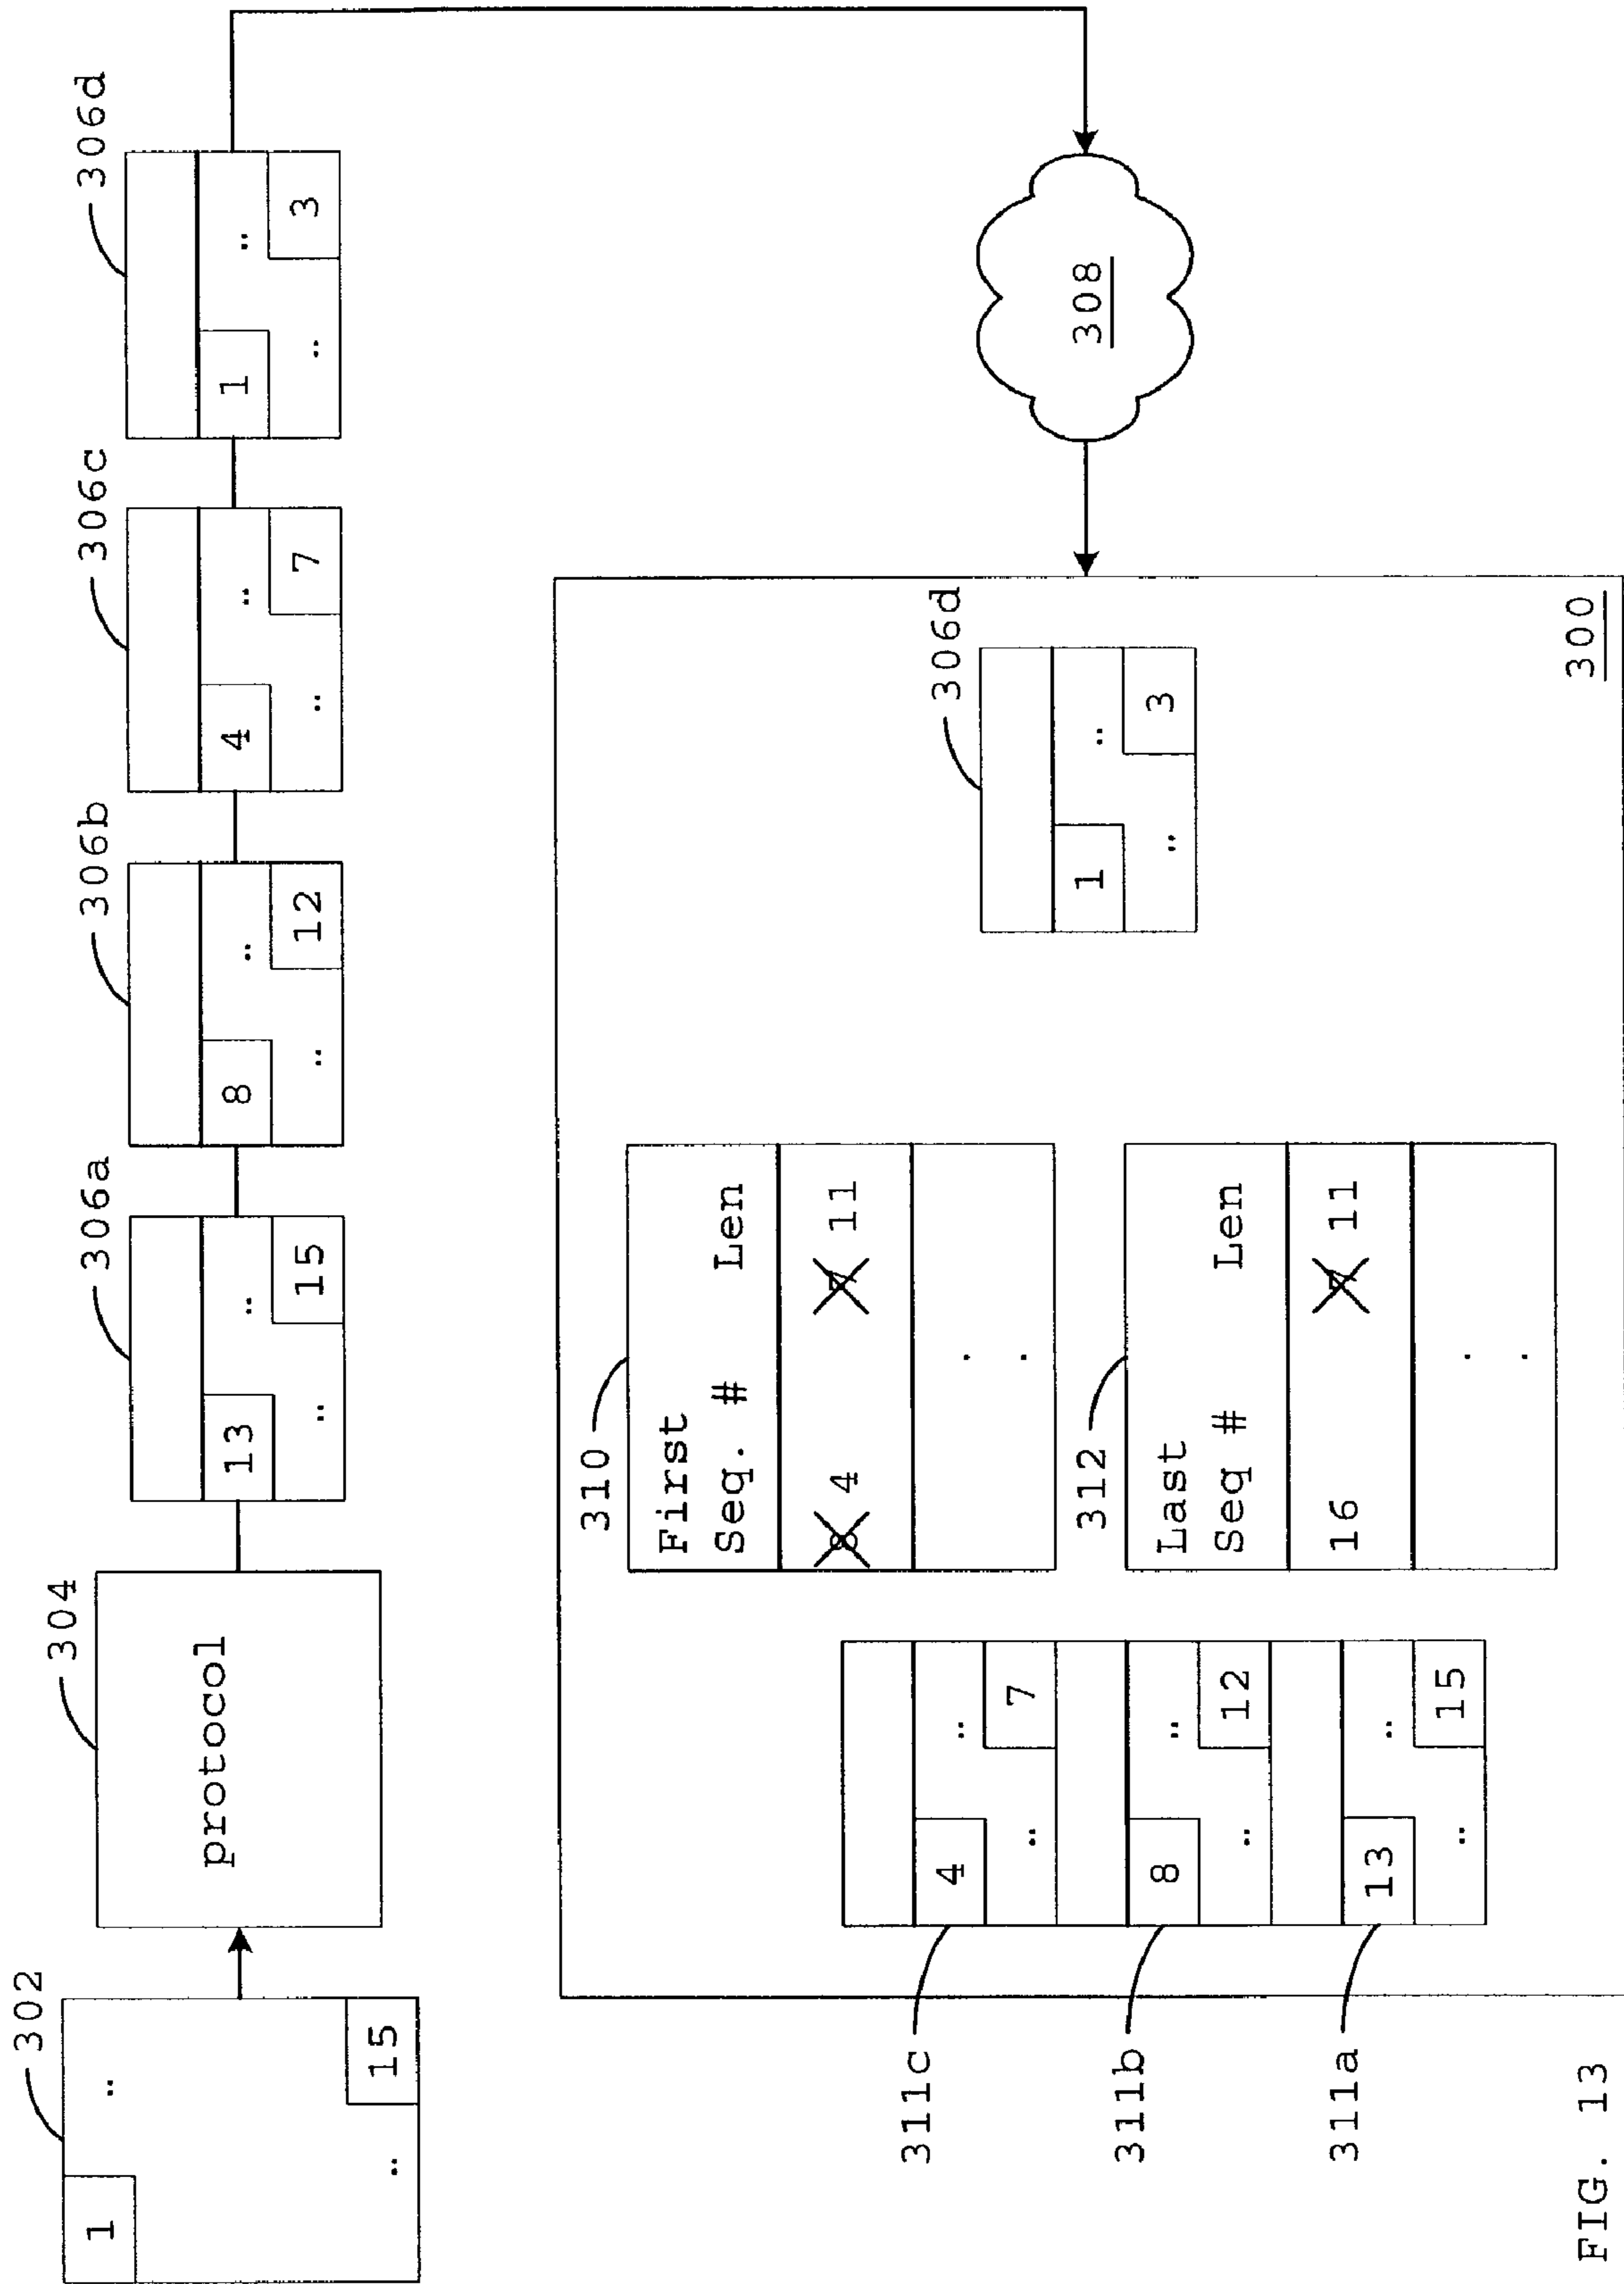 302
1 ..
.. 15
304
protocol
306a
13 ..
.. 15
306b
8 ..
.. 12
306c
4 ..
.. 7
306d
1 ..
.. 3
308
300
306d
1 ..
.. 3
310
First
Seq. # Len
8 4 11
. .
312
Last
Seq # Len
16 11
. .
4 ..
.. 7
8 ..
.. 12
13 ..
.. 15
311c
311b
311a
FIG. 13